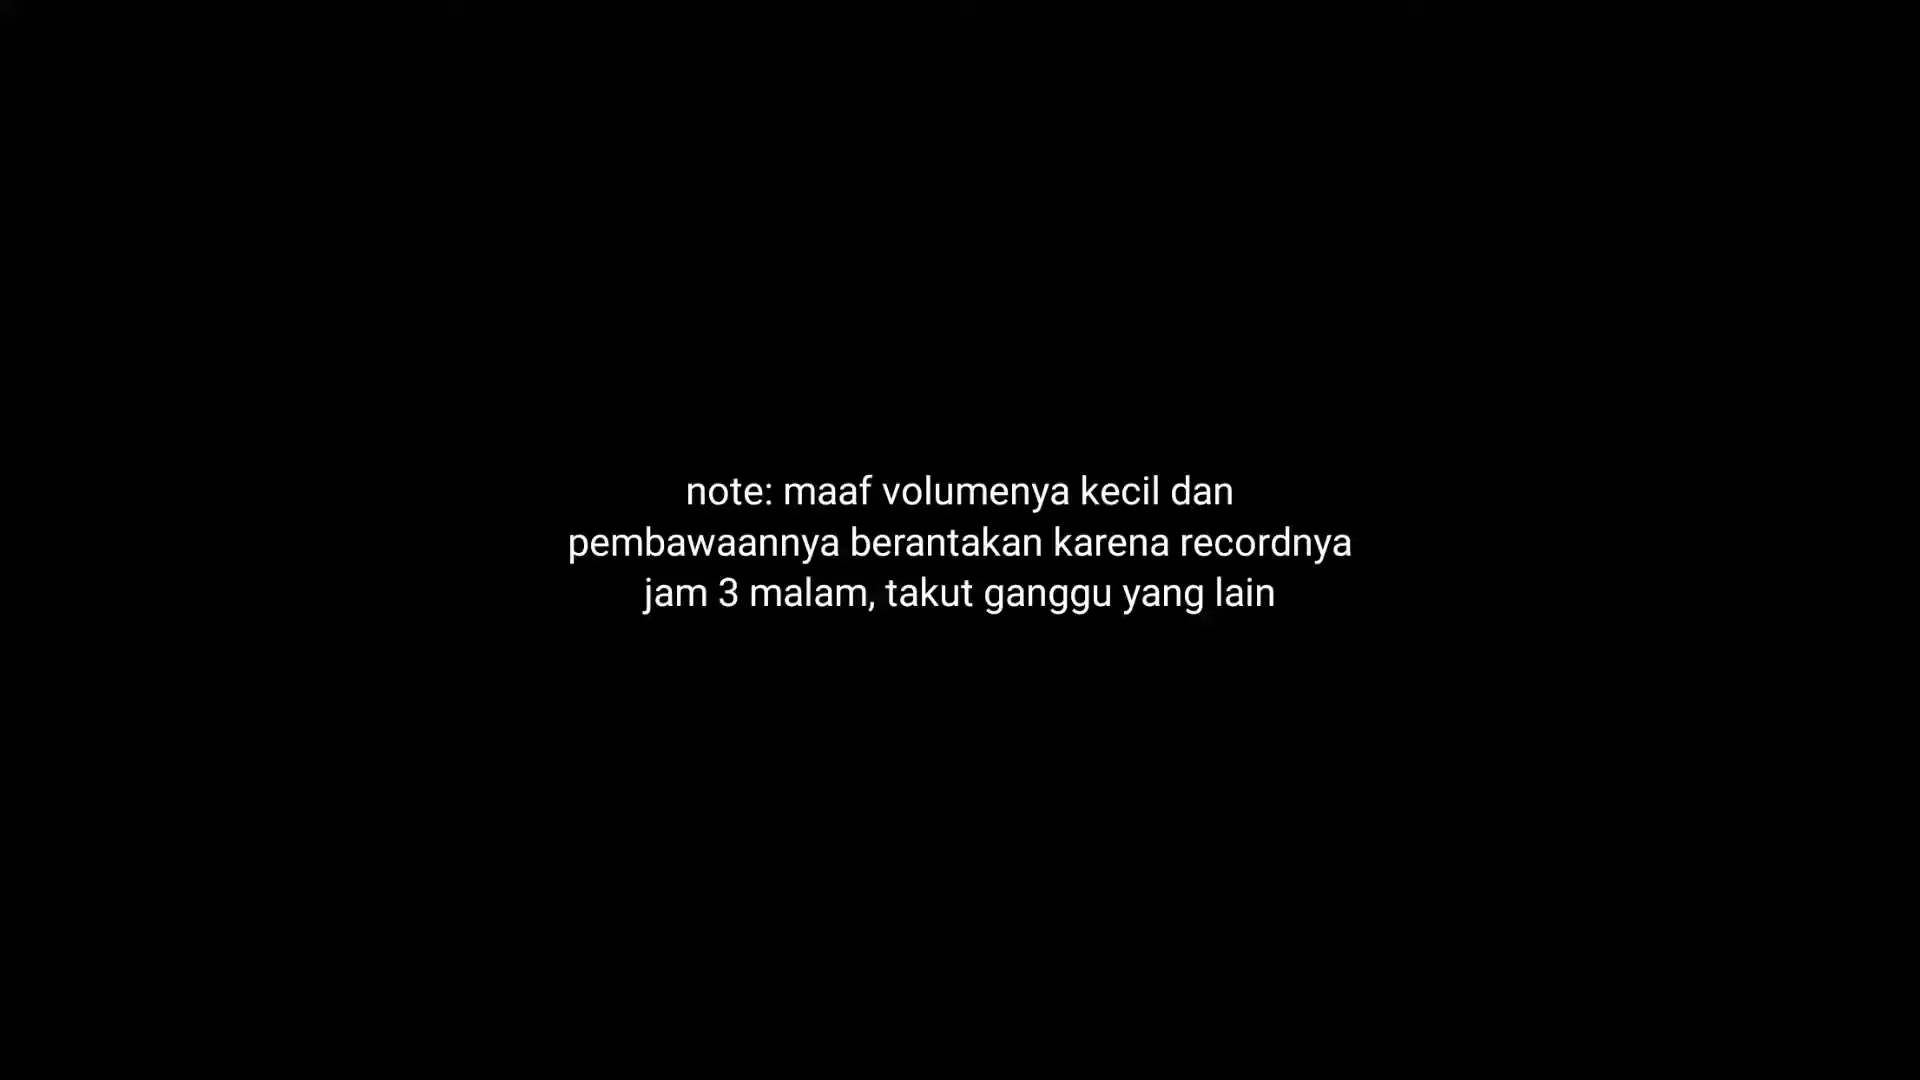 note: maaf volumenya kecil dan
pembawaannya berantakan karena recordnya
jam 3 malam, takut ganggu yang lain